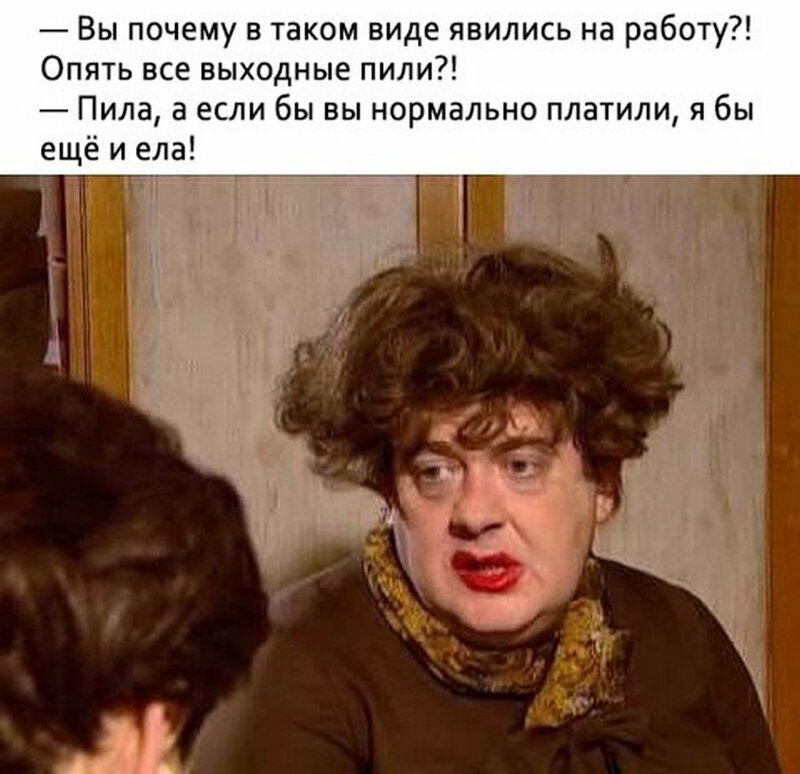 — Вы почему в таком виде явились на работу?!
Опять все выходные пили?!
— Пила, а если бы вы нормально платили, я бы
ещё и ела!